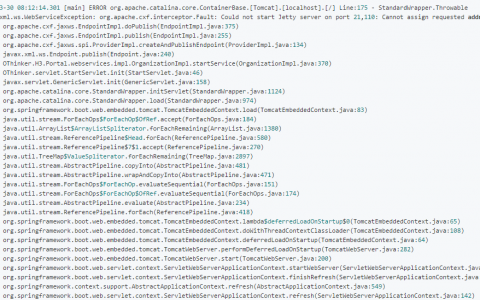 3-30 08:12:14.301 [main] ERROR org.apache.catalina.core.ContainerBase.[Tomcat].[localhost].[/] Line:175 - StandardWrapper.Throwable
xml.ws.WebServiceException: org.apache.cxf.interceptor.Fault: Could not start Jetty server on port 21,110: Cannot assign requested addre
org.apache.cxf.jaxws.EndpointImpl.doPublish(EndpointImpl.java:375)
org.apache.cxf.jaxws.EndpointImpl.publish(EndpointImpl.java:255)
org.apache.cxf.jaxws.spi.ProviderImpl.createAndPublishEndpoint(ProviderImpl.java:134)
javax.xml.ws.Endpoint.publish(Endpoint.java:240)
OThinker.H3.Portal.webservices.impl.OrganizationImpl.startService(OrganizationImpl.java:370)
OThinker.servlet.StartServlet.init(StartServlet.java:46)
javax.servlet.GenericServlet.init(GenericServlet.java:158)
org.apache.catalina.core.StandardWrapper.initServlet(StandardWrapper.java:1124)
org.apache.catalina.core.StandardWrapper.load(StandardWrapper.java:974)
org.springframework.boot.web.embedded.tomcat.TomcatEmbeddedContext.load(TomcatEmbeddedContext.java:83)
java.util.stream.ForEachOps$ForEachOp$OfRef.accept(ForEachOps.java:184)
java.util.ArrayList$ArrayListSpliterator.forEachRemaining(ArrayList.java:1380)
java.util.stream.ReferencePipeline$Head.forEach(ReferencePipeline.java:580)
java.util.stream.ReferencePipeline$7$1.accept(ReferencePipeline.java:270)
java.util.TreeMap$ValueSpliterator.forEachRemaining(TreeMap.java:2897)
java.util.stream.AbstractPipeline.copyInto(AbstractPipeline.java:481)
java.util.stream.AbstractPipeline.wrapAndCopyInto(AbstractPipeline.java:471)
java.util.stream.ForEachOps$ForEachOp.evaluateSequential(ForEachOps.java:151)
java.util.stream.ForEachOps$ForEachOp$OfRef.evaluateSequential(ForEachOps.java:174)
java.util.stream.AbstractPipeline.evaluate(AbstractPipeline.java:234)
java.util.stream.ReferencePipeline.forEach(ReferencePipeline.java:418)
org.springframework.boot.web.embedded.tomcat.TomcatEmbeddedContext.lambda$deferredLoadOnStartup$0(TomcatEmbeddedContext.java:65)
org.springframework.boot.web.embedded.tomcat.TomcatEmbeddedContext.doWithThreadContextClassLoader(TomcatEmbeddedContext.java:108)
org.springframework.boot.web.embedded.tomcat.TomcatEmbeddedContext.deferredLoadOnStartup(TomcatEmbeddedContext.java:64)
org.springframework.boot.web.embedded.tomcat.TomcatWebServer.performDeferredLoadOnStartup(TomcatWebServer.java:282)
org.springframework.boot.web.embedded.tomcat.TomcatWebServer.start(TomcatWebServer.java:200)
org.springframework.boot.web.servlet.context.ServletWebServerApplicationContext.startWebServer(ServletWebServerApplicationContext.java
org.springframework.boot.web.servlet.context.ServletWebServerApplicationContext.finishRefresh(ServletWebServerApplicationContext.java:
org.springframework.context.support.AbstractApplicationContext.refresh(AbstractApplicationContext.java:549)
org.springframework.boot.web.servlet.context.ServletWebServerApplicationContext.refresh(ServletWebServerApplicationContext.java:142)